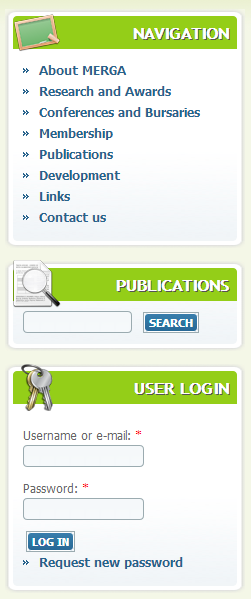 NAVIGATION
» About MERGA
» Research and Awards
» Conferences and Bursaries
» Membership
» Publications
» Development
» Links
» Contact us
PUBLICATIONS
SEARCH
USER LOGIN
Username or e-mail: *
Password: *
LOG IN
» Request new password